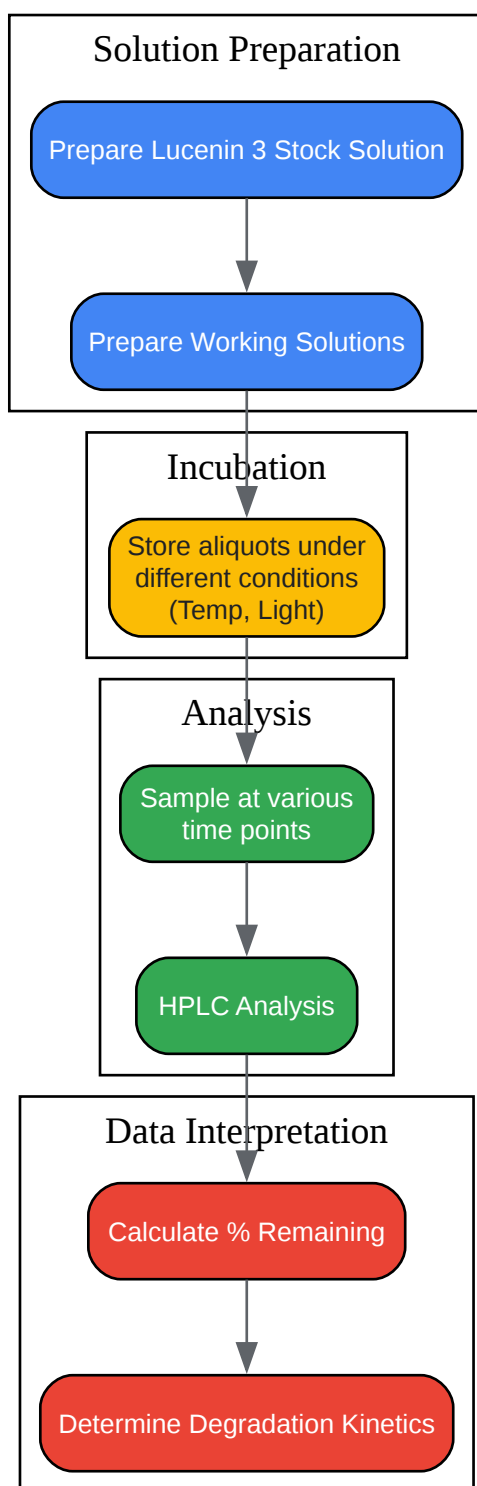 Solution Preparation
Prepare Lucenin 3 Stock Solution
Prepare Working Solutions
Incubation
Store aliquots under
different conditions
(Temp, Light)
Analysis
Sample at various
time points
HPLC Analysis
Data Interpretation
Calculate % Remaining
Determine Degradation Kinetics